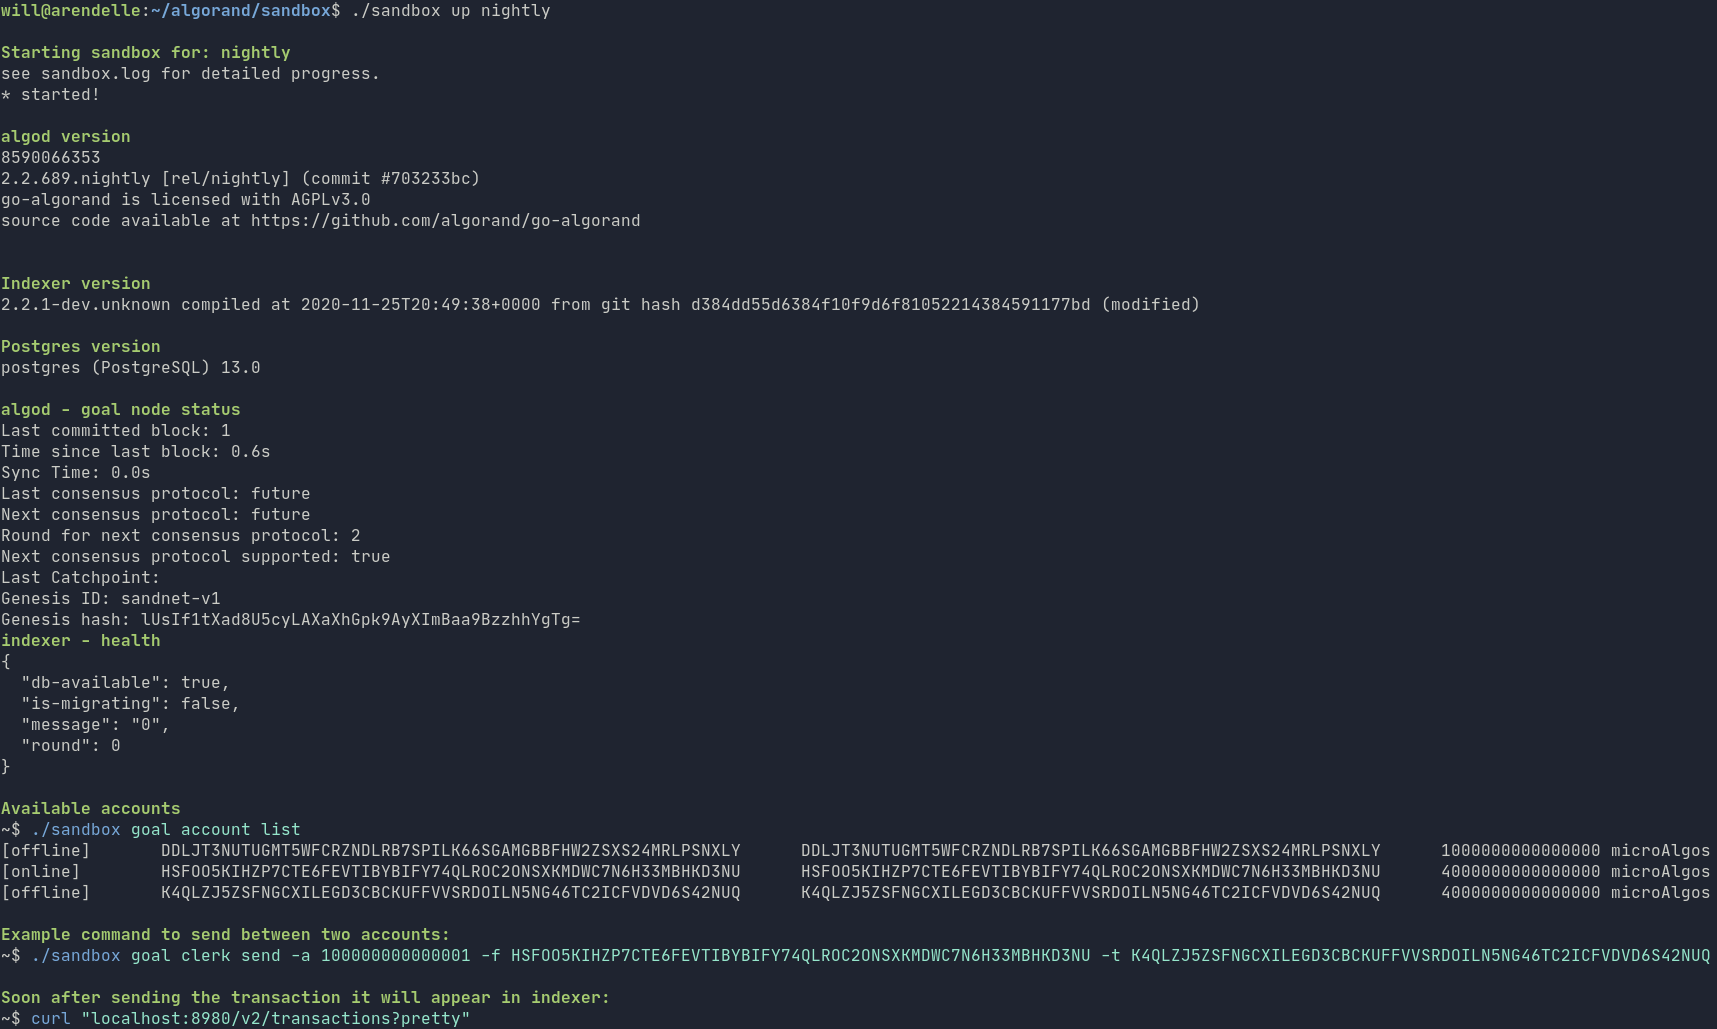 will@arendelle:~/algorand/sandbox$ ./sandbox up nightly
Starting sandbox for: nightly
see sandbox.log for detailed progress.
* started!
algod version
8590066353
2.2.689.nightly [rel/nightly] (commit #703233bc)
go-algorand is licensed with AGPLv3.0
source code available at https://github.com/algorand/go-algorand
Indexer version
2.2.1-dev.unknown compiled at 2020-11-25T20:49:38+0000 from git hash d384dd55d6384f10f9d6f81052214384591177bd (modified)
Postgres version
postgres (PostgreSQL) 13.0
algod - goal node status
Last committed block: 1
Time since last block: 0.6s
Sync Time: 0.0s
Last consensus protocol: future
Next consensus protocol: future
Round for next consensus protocol: 2
Next consensus protocol supported: true
Last Catchpoint:
Genesis ID: sandnet-v1
Genesis hash: lUsIf1tXad8U5cyLAXaXhGpk9AyXImBaa9BzzhhYgTg=
indexer - health
{
  "db-available": true,
  "is-migrating": false,
  "message": "0",
  "round": 0
}
Available accounts
~$ ./sandbox goal account list
[offline]       DDLJT3NUTUGMT5WFCRZNDLRB7SPILK66SGAMGBBFHW2ZSXS24MRLPSNXLY      DDLJT3NUTUGMT5WFCRZNDLRB7SPILK66SGAMGBBFHW2ZSXS24MRLPSNXLY      1000000000000000 microAlgos
[online]        HSFOO5KIHZP7CTE6FEVTIBYBIFY74QLROC2ONSXKMDWC7N6H33MBHKD3NU      HSFOO5KIHZP7CTE6FEVTIBYBIFY74QLROC2ONSXKMDWC7N6H33MBHKD3NU      4000000000000000 microAlgos
[offline]       K4QLZJ5ZSFNGCXILEGD3CBCKUFFVVSRDOILN5NG46TC2ICFVDVD6S42NUQ      K4QLZJ5ZSFNGCXILEGD3CBCKUFFVVSRDOILN5NG46TC2ICFVDVD6S42NUQ      4000000000000000 microAlgos
Example command to send between two accounts:
~$ ./sandbox goal clerk send -a 100000000000001 -f HSFOO5KIHZP7CTE6FEVTIBYBIFY74QLROC2ONSXKMDWC7N6H33MBHKD3NU -t K4QLZJ5ZSFNGCXILEGD3CBCKUFFVVSRDOILN5NG46TC2ICFVDVD6S42NUQ
Soon after sending the transaction it will appear in indexer:
~$ curl "localhost:8980/v2/transactions?pretty"